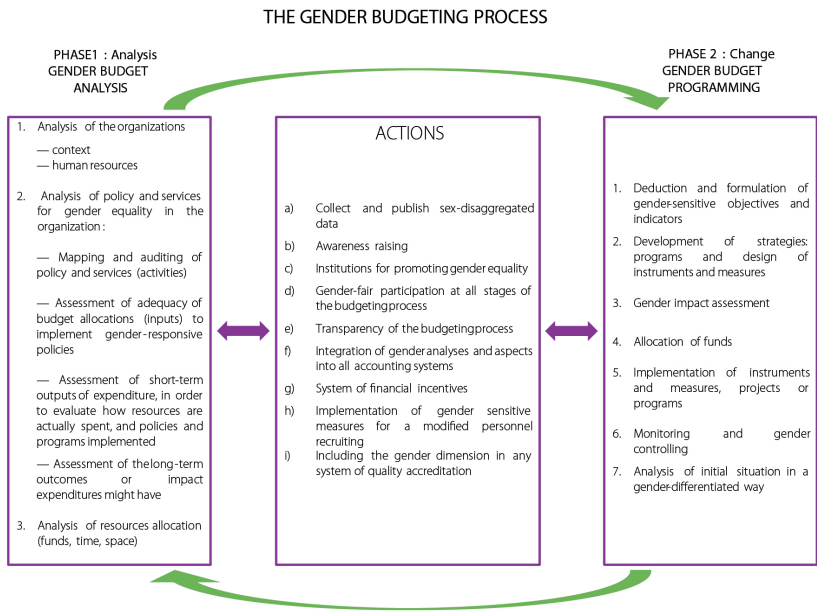 THE GENDER BUDGETING PROCESS
PHASE1 : Analysis
GENDER BUDGET
ANALYSIS
PHASE 2 : Change
GENDER BUDGET
PROGRAMMING
1. Analysis of the organizations
— context
— human resources
2. Analysis of policy and services
for gender equality in the
organization :
— Mapping and auditing of
policy and services (activities)
— Assessment of adequacy of
budget allocations (inputs) to
implement gender-responsive
policies
— Assessment of short-term
outputs of expenditure, in order
to evaluate how resources are
actually spent, and policies and
programs implemented
— Assessment of the long-term
outcomes or impact
expenditures might have
3. Analysis of resources allocation
(funds, time, space)
ACTIONS
a) Collect and publish sex-disaggregated
data
b) Awareness raising
c) Institutions for promoting gender equality
d) Gender-fair participation at all stages of
the budgeting process
e) Transparency of the budgeting process
f) Integration of gender analyses and aspects
into all accounting systems
g) System of financial incentives
h) Implementation of gender sensitive
measures for a modified personnel
recruiting
i) Including the gender dimension in any
system of quality accreditation
1. Deduction and formulation of
gender-sensitive objectives and
indicators
2. Development of strategies:
programs and design of
instruments and measures
3. Gender impact assessment
4. Allocation of funds
5. Implementation of instruments
and measures, projects or
programs
6. Monitoring and gender
controlling
7. Analysis of initial situation in a
gender-differentiated way